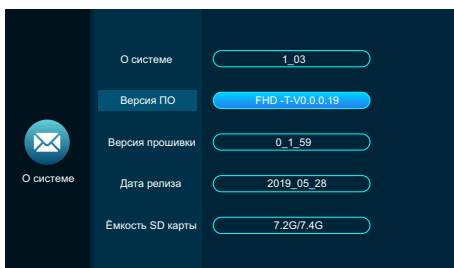 О системе
О системе 1_03
Версия ПО FHD -T-V0.0.0.19
Версия прошивки 0_1_59
Дата релиза 2019_05_28
Ёмкость SD карты 7.2G/7.4G